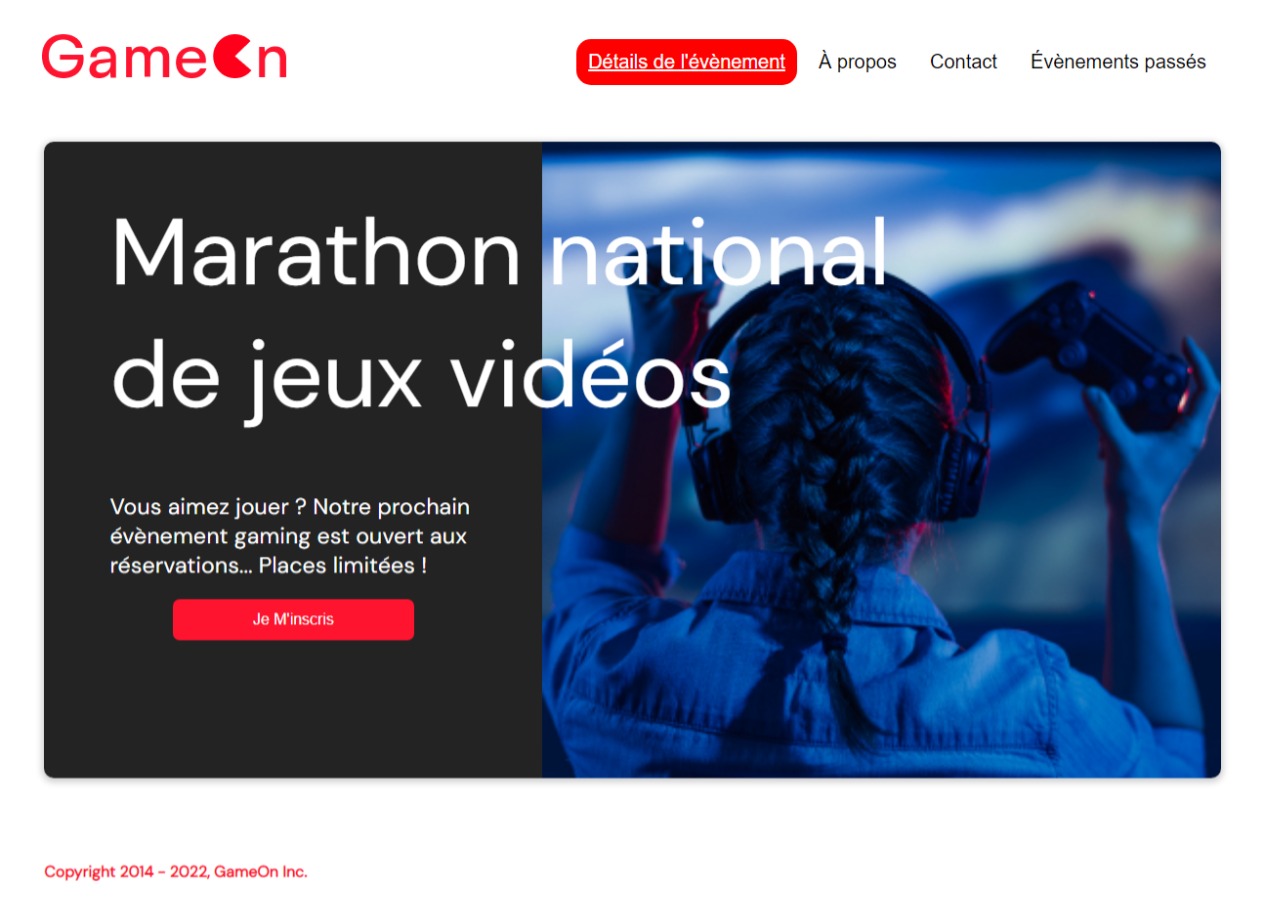 GameOn
Détails de l'évènement À propos Contact Évènements passés
Marathon national
de jeux vidéos
Vous aimez jouer ? Notre prochain
évènement gaming est ouvert aux
réservations... Places limitées !
Je M'inscris
Copyright 2014 - 2022, GameOn Inc.